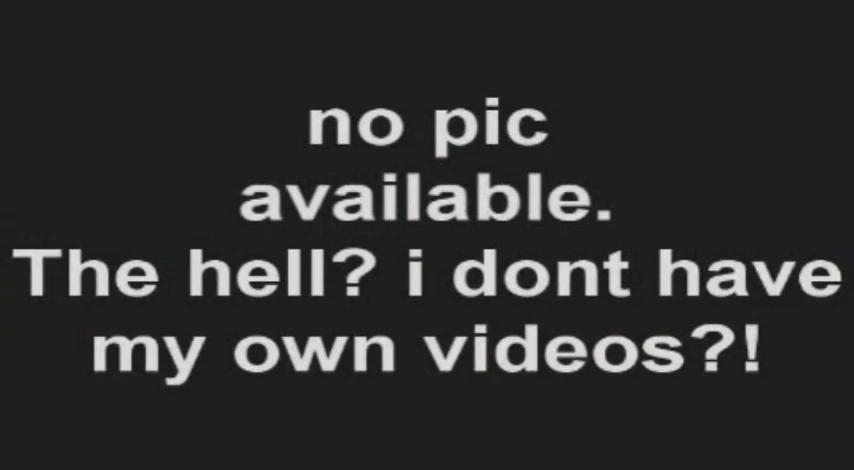 no pic
available.
The hell? i dont have
my own videos?!